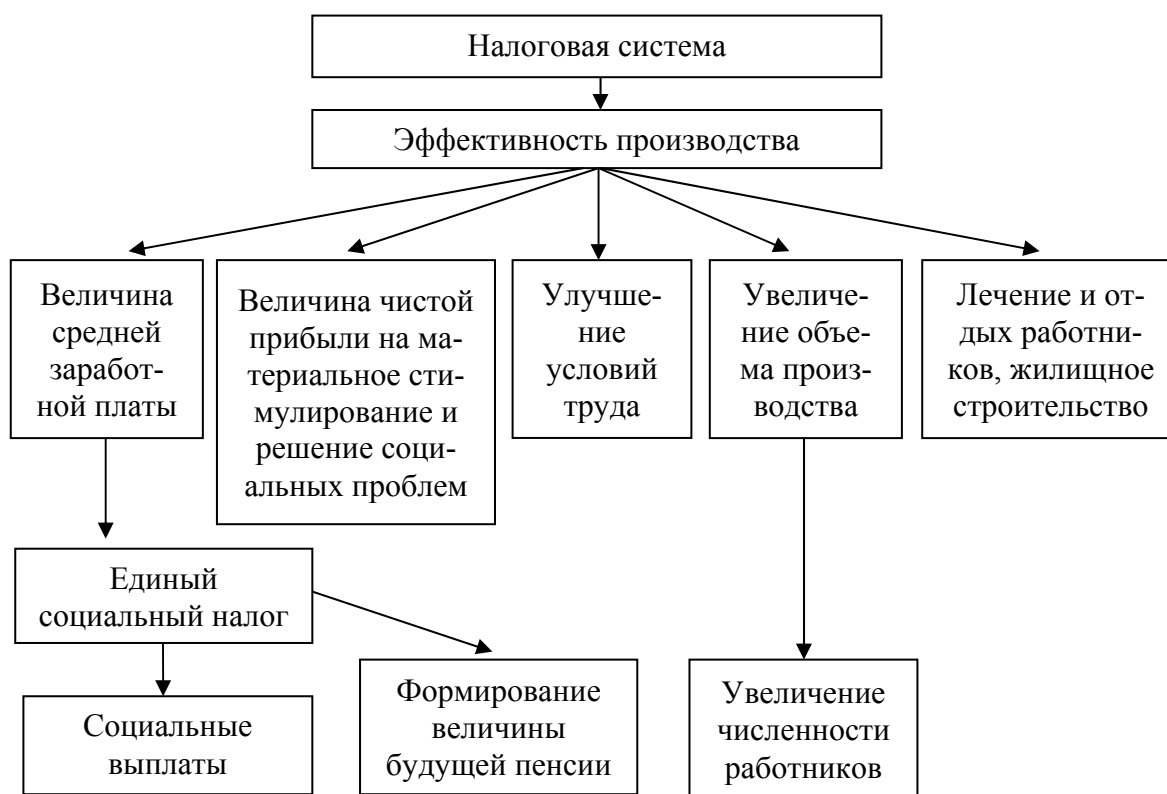 Налоговая система
Эффективность производства
Величина
средней
заработ-
ной платы
Величина чистой
прибыли на ма-
териальное сти-
мулирование и
решение соци-
альных проблем
Улучше-
ние
условий
труда
Увеличе-
ние объе-
ма произ-
водства
Лечение и от-
дых работни-
ков, жилищное
строительство
Единый
социальный налог
Социальные
выплаты
Формирование
величины
будущей пенсии
Увеличение
численности
работников